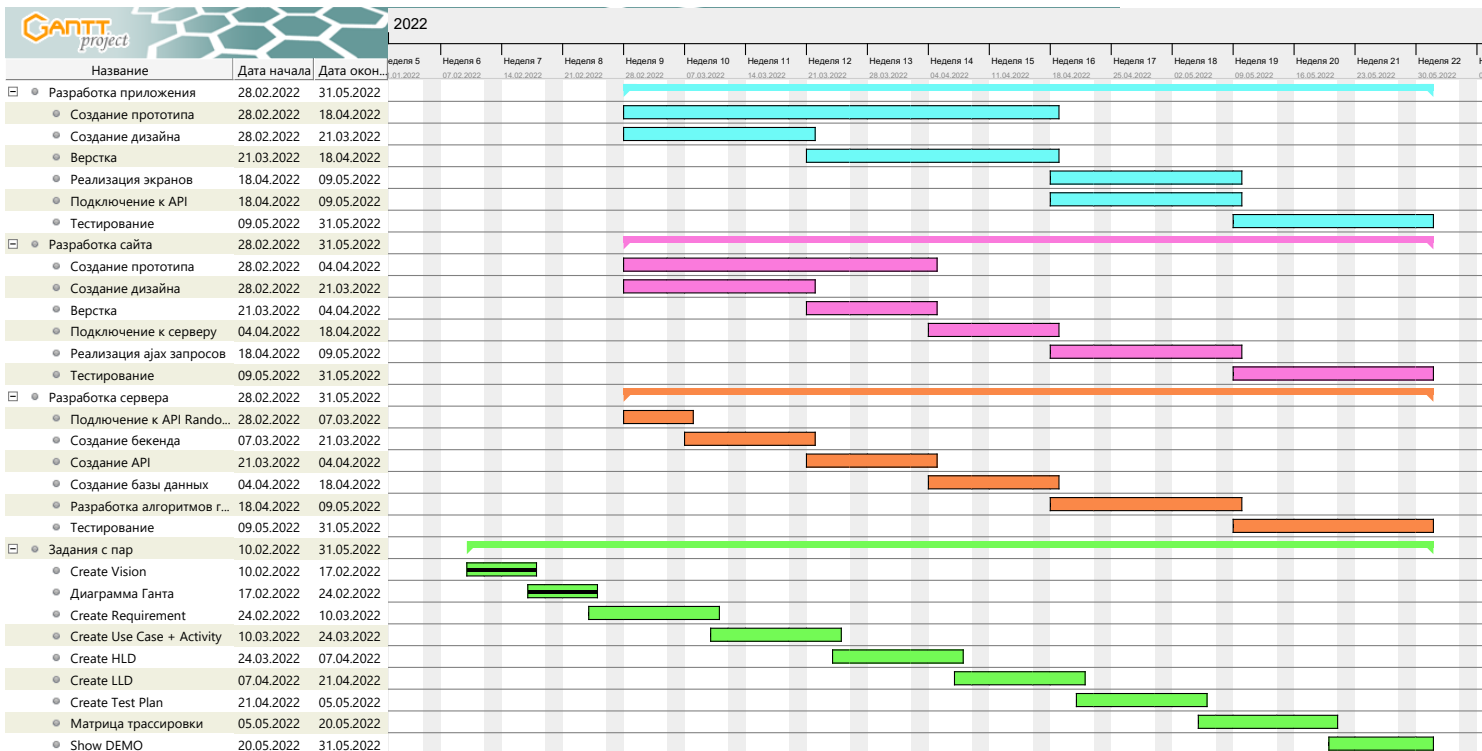 GANTT
project
2022
Название Дата начала Дата окон...
еделя 5 Неделя 6 Неделя 7 Неделя 8 Неделя 9 Неделя 10 Неделя 11 Неделя 12 Неделя 13 Неделя 14 Неделя 15 Неделя 16 Неделя 17 Неделя 18 Неделя 19 Неделя 20 Неделя 21 Неделя 22
.01.2022 07.02.2022 14.02.2022 21.02.2022 28.02.2022 07.03.2022 14.03.2022 21.03.2022 28.03.2022 04.04.2022 11.04.2022 18.04.2022 25.04.2022 02.05.2022 09.05.2022 16.05.2022 23.05.2022 30.05.2022
Разработка приложения 28.02.2022 31.05.2022
Создание прототипа 28.02.2022 18.04.2022
Создание дизайна 28.02.2022 21.03.2022
Верстка 21.03.2022 18.04.2022
Реализация экранов 18.04.2022 09.05.2022
Подключение к API 18.04.2022 09.05.2022
Тестирование 09.05.2022 31.05.2022
Разработка сайта 28.02.2022 31.05.2022
Создание прототипа 28.02.2022 04.04.2022
Создание дизайна 28.02.2022 21.03.2022
Верстка 21.03.2022 04.04.2022
Подключение к серверу 04.04.2022 18.04.2022
Реализация ajax запросов 18.04.2022 09.05.2022
Тестирование 09.05.2022 31.05.2022
Разработка сервера 28.02.2022 31.05.2022
Подлючение к API Rando... 28.02.2022 07.03.2022
Создание бекенда 07.03.2022 21.03.2022
Создание API 21.03.2022 04.04.2022
Создание базы данных 04.04.2022 18.04.2022
Разработка алгоритмов г... 18.04.2022 09.05.2022
Тестирование 09.05.2022 31.05.2022
Задания с пар 10.02.2022 31.05.2022
Create Vision 10.02.2022 17.02.2022
Диаграмма Ганта 17.02.2022 24.02.2022
Create Requirement 24.02.2022 10.03.2022
Create Use Case + Activity 10.03.2022 24.03.2022
Create HLD 24.03.2022 07.04.2022
Create LLD 07.04.2022 21.04.2022
Create Test Plan 21.04.2022 05.05.2022
Матрица трассировки 05.05.2022 20.05.2022
Show DEMO 20.05.2022 31.05.2022